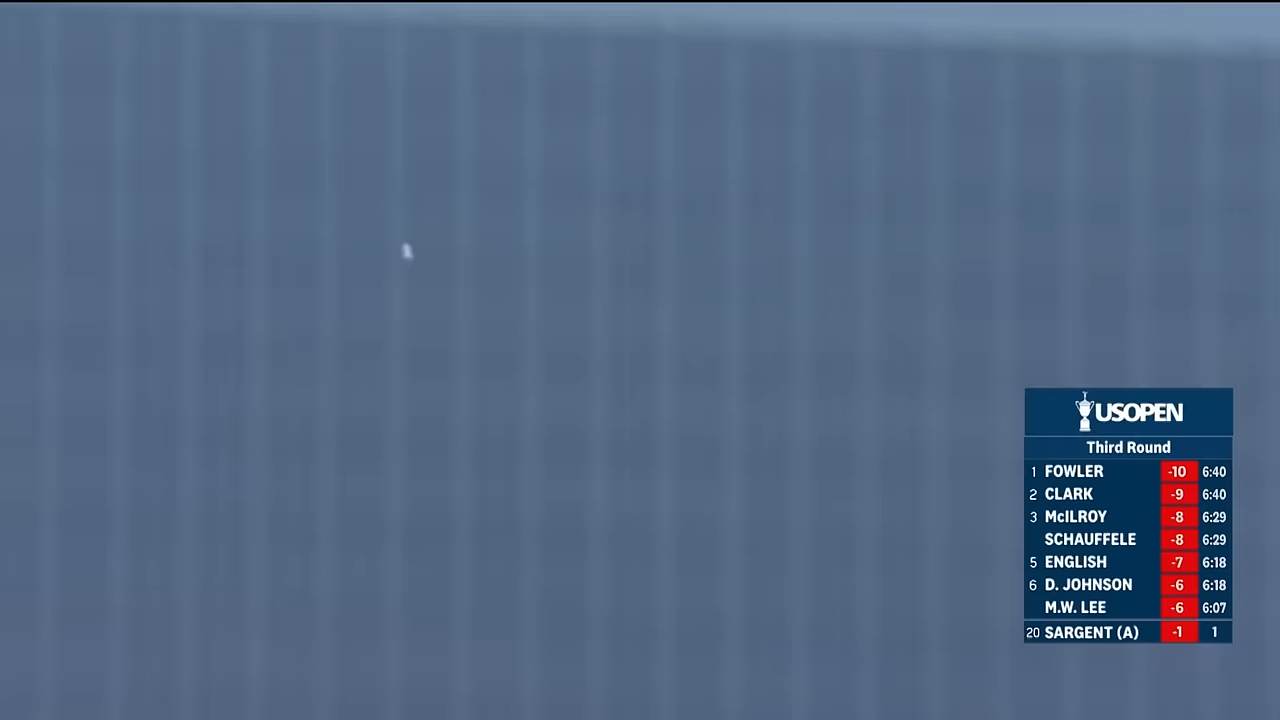 USOPEN
Third Round
1 FOWLER -10 6:40
2 CLARK -9 6:40
3 McILROY -8 6:29
SCHAUFFELE -8 6:29
5 ENGLISH -7 6:18
6 D. JOHNSON -6 6:18
M.W. LEE -6 6:07
20 SARGENT (A) -1 1